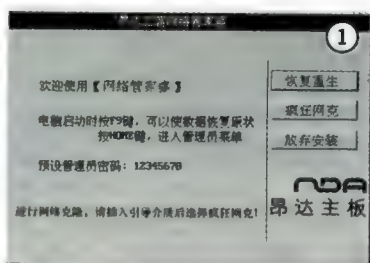 ①
欢迎使用【网络管家婆】
恢复重生
电脑启动时按F9键，可以使数据恢复原状
疯狂网克
按HOME键，进入管理员菜单
放弃安装
预设管理员密码：12345678
昂达主板
进行网络克隆，请插入引导介质后选择疯狂网克！